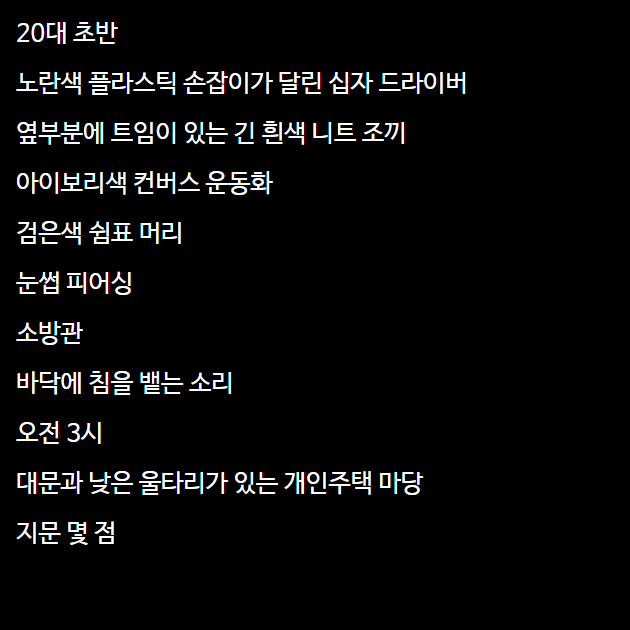 20대 초반
노란색 플라스틱 손잡이가 달린 십자 드라이버
옆부분에 트임이 있는 긴 흰색 니트 조끼
아이보리색 컨버스 운동화
검은색 쉼표 머리
눈썹 피어싱
소방관
바닥에 침을 뱉는 소리
오전 3시
대문과 낮은 울타리가 있는 개인주택 마당
지문 몇 점